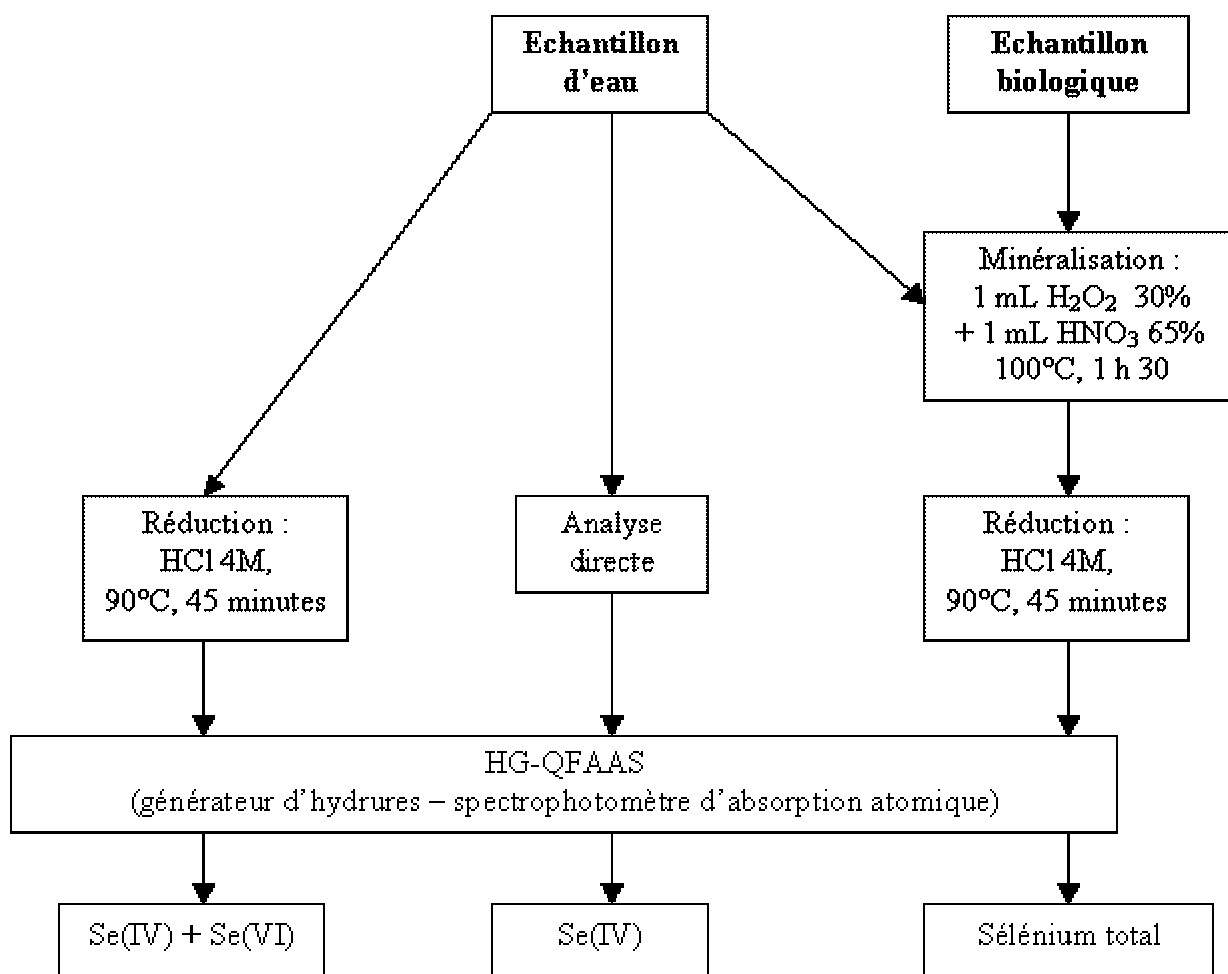 Echantillon
d'eau
Echantillon
biologique
Minéralisation :
1 mL H₂O₂ 30%
+ 1 mL HNO₃ 65%
100°C, 1 h 30
Réduction :
HCl 4M,
90°C, 45 minutes
Analyse
directe
Réduction :
HCl 4M,
90°C, 45 minutes
HG-QFAAS
(générateur d'hydrures – spectrophotomètre d'absorption atomique)
Se(IV) + Se(VI)
Se(IV)
Sélénium total